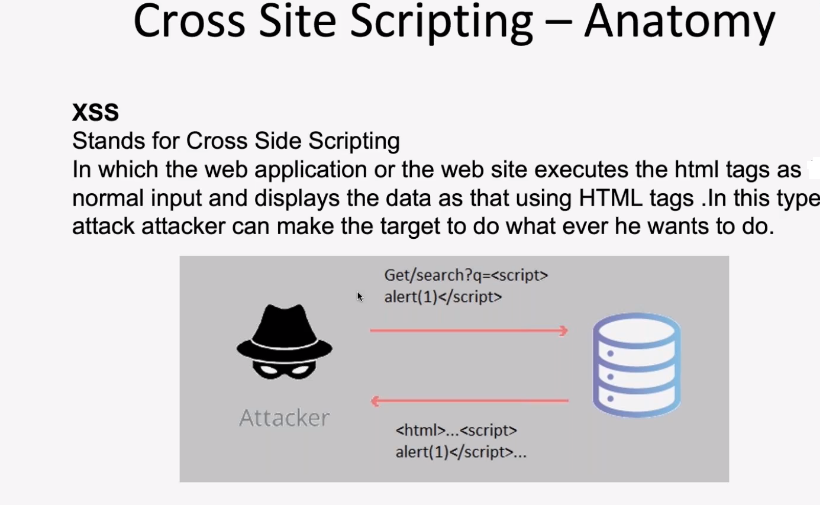 Cross Site Scripting – Anatomy
XSS
Stands for Cross Side Scripting
In which the web application or the web site executes the html tags as
normal input and displays the data as that using HTML tags .In this type
attack attacker can make the target to do what ever he wants to do.
Get/search?q=<script>
alert(1)</script>
Attacker
<html>...<script>
alert(1)</script>...